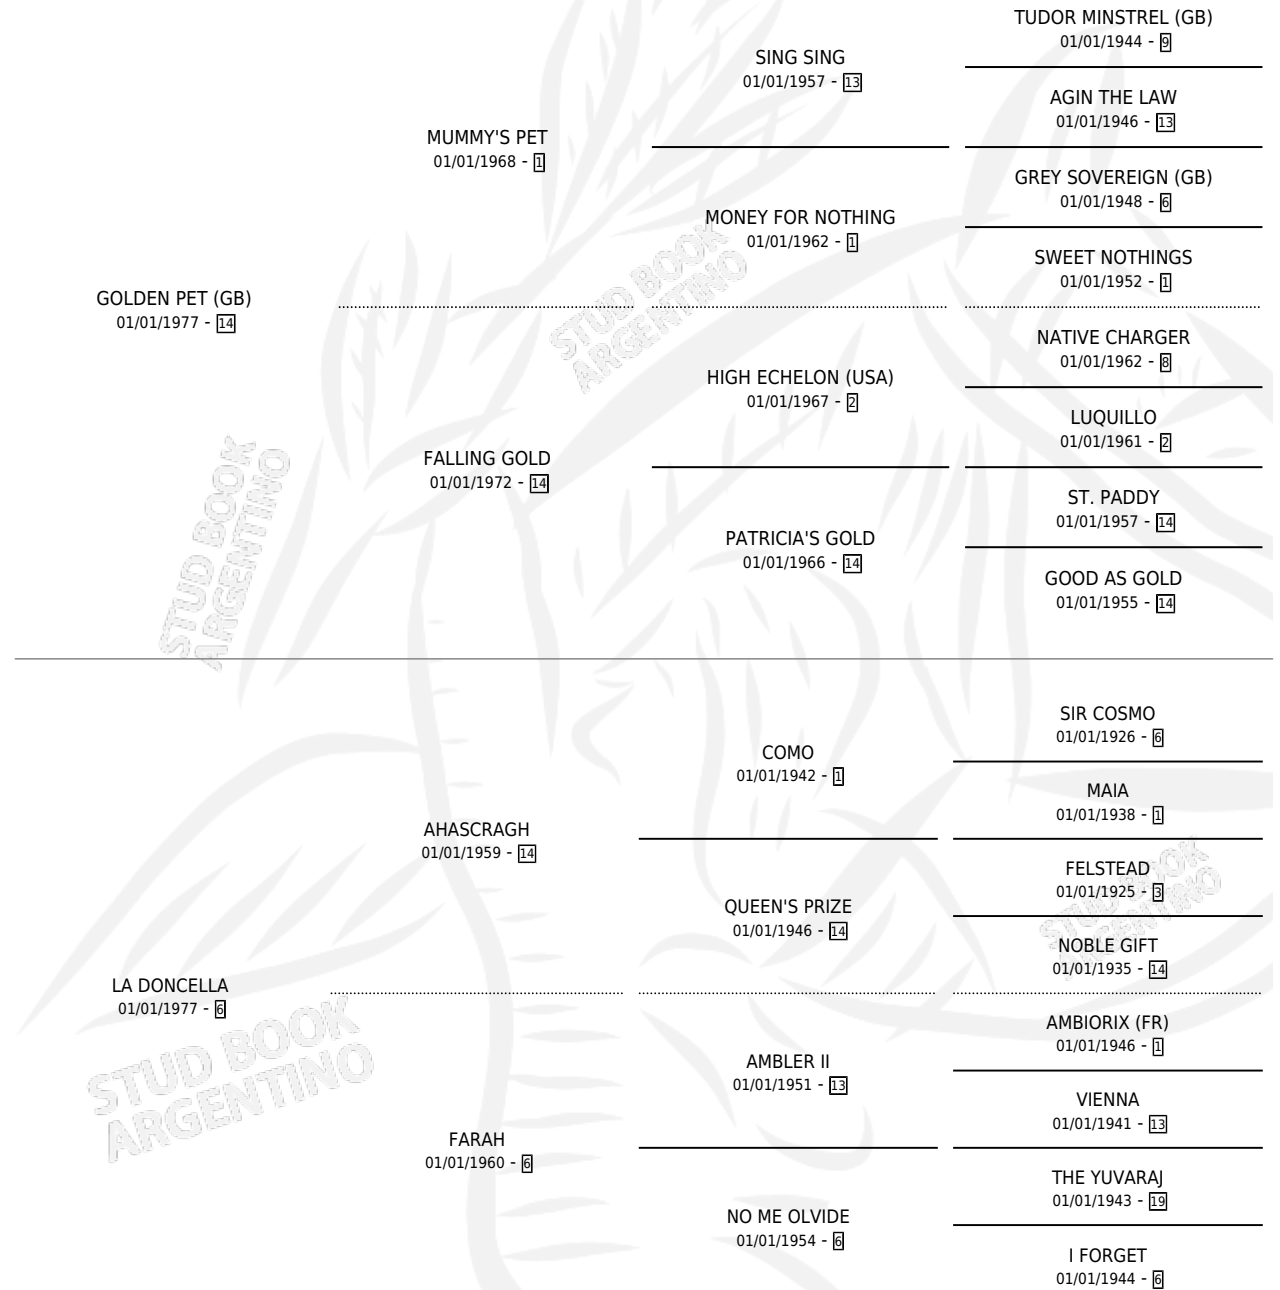 TUDOR MINSTREL (GB)
01/01/1944 - 9
SING SING
01/01/1957 - 13
AGIN THE LAW
01/01/1946 - 13
MUMMY'S PET
01/01/1968 - 1
GREY SOVEREIGN (GB)
01/01/1948 - 6
MONEY FOR NOTHING
01/01/1962 - 1
SWEET NOTHINGS
01/01/1952 - 1
GOLDEN PET (GB)
01/01/1977 - 14
NATIVE CHARGER
01/01/1962 - 8
HIGH ECHELON (USA)
01/01/1967 - 2
LUQUILLO
01/01/1961 - 2
FALLING GOLD
01/01/1972 - 14
ST. PADDY
01/01/1957 - 14
PATRICIA'S GOLD
01/01/1966 - 14
GOOD AS GOLD
01/01/1955 - 14
SIR COSMO
01/01/1926 - 6
COMO
01/01/1942 - 1
MAIA
01/01/1938 - 1
AHASCRAGH
01/01/1959 - 14
FELSTEAD
01/01/1925 - 3
QUEEN'S PRIZE
01/01/1946 - 14
NOBLE GIFT
01/01/1935 - 14
LA DONCELLA
01/01/1977 - 6
AMBIORIX (FR)
01/01/1946 - 1
AMBLER II
01/01/1951 - 13
VIENNA
01/01/1941 - 13
FARAH
01/01/1960 - 6
THE YUVARAJ
01/01/1943 - 19
NO ME OLVIDE
01/01/1954 - 6
I FORGET
01/01/1944 - 6
STUD BOOK
ARGENTINO
STUD BOOK
ARGENTINO
STUD BOOK
ARGENTINO
STUD BOOK
ARGENTINO